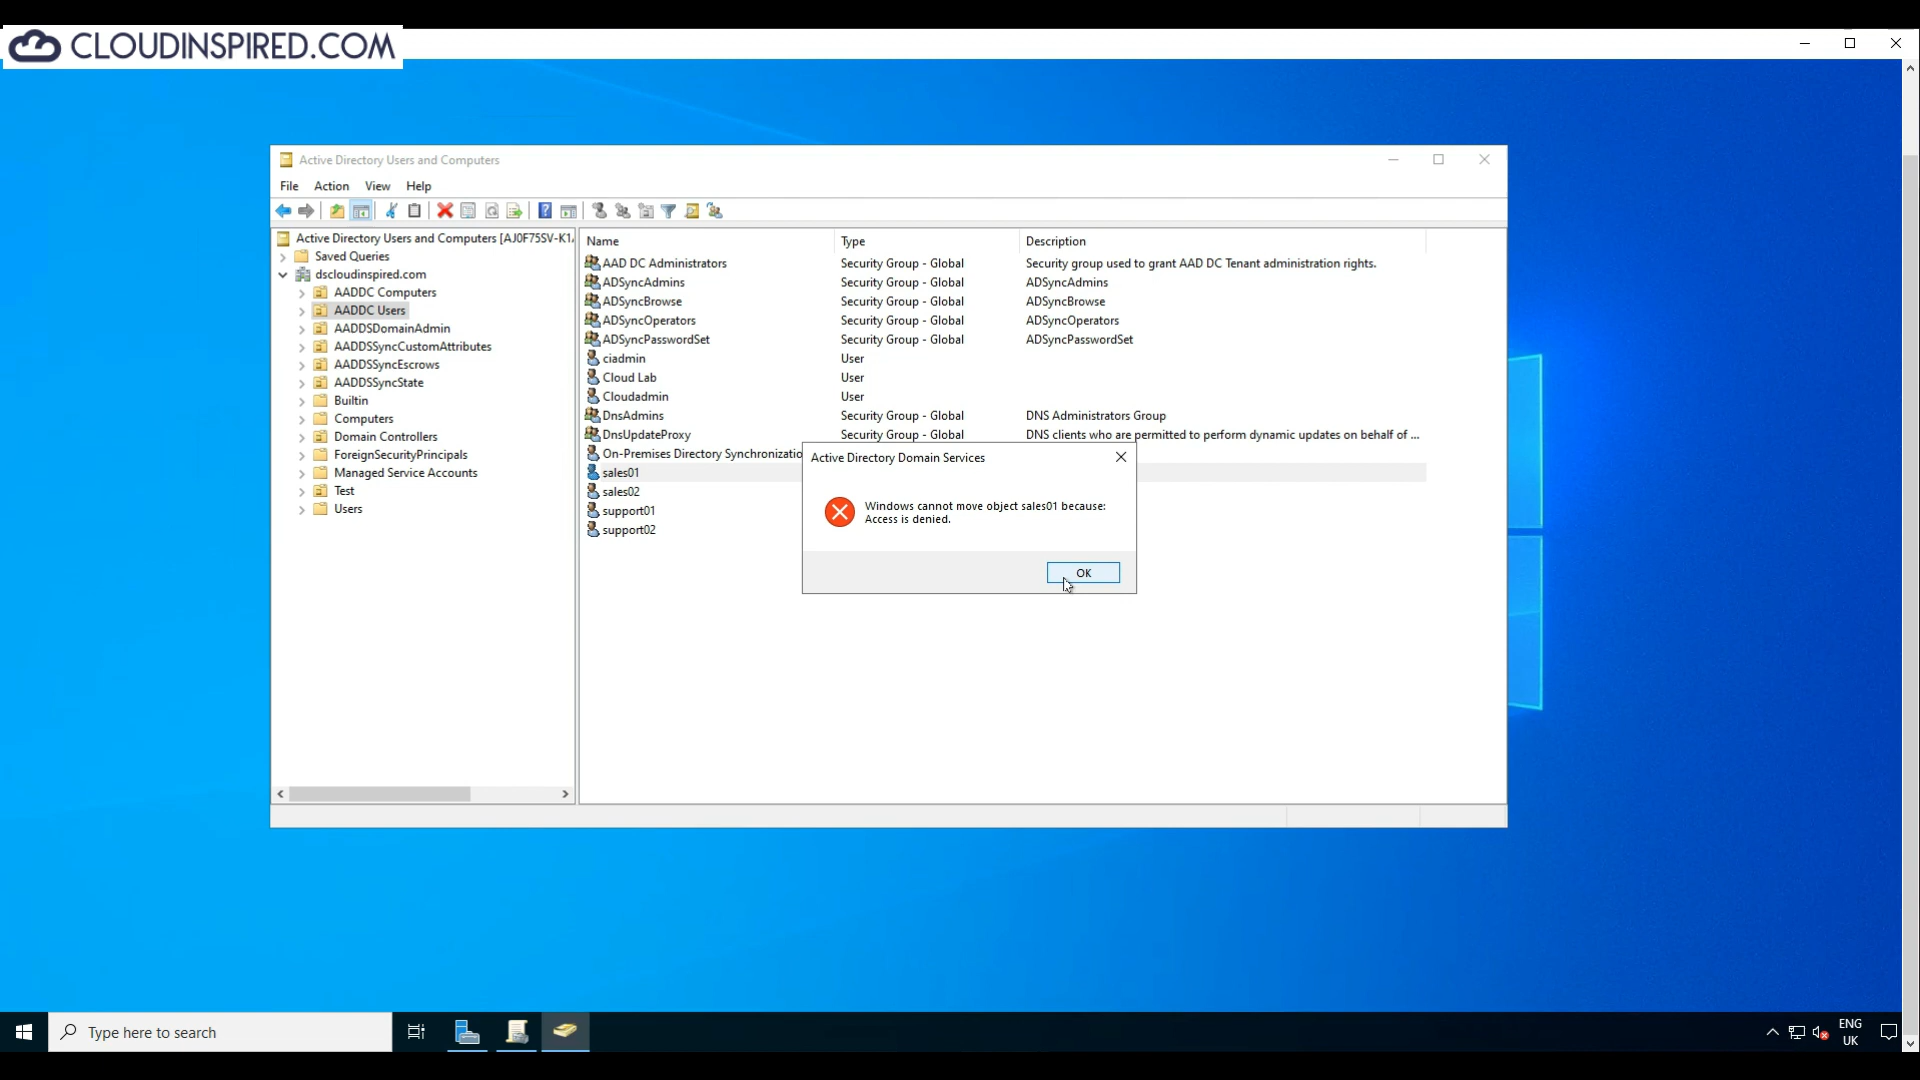 CLOUDINSPIRED.COM
Active Directory Users and Computers
File Action View Help
Active Directory Users and Computers [AJ0F75SV-K1
Saved Queries
dscloudinspired.com
AADDC Computers
AADDC Users
AADDSDomainAdmin
AADDSSyncCustomAttributes
AADDSSyncEscrows
AADDSSyncState
Builtin
Computers
Domain Controllers
ForeignSecurityPrincipals
Managed Service Accounts
Test
Users
Name Type Description
AAD DC Administrators Security Group - Global Security group used to grant AAD DC Tenant administration rights.
ADSyncAdmins Security Group - Global ADSyncAdmins
ADSyncBrowse Security Group - Global ADSyncBrowse
ADSyncOperators Security Group - Global ADSyncOperators
ADSyncPasswordSet Security Group - Global ADSyncPasswordSet
ciadmin User
Cloud Lab User
Cloudadmin User
DnsAdmins Security Group - Global DNS Administrators Group
DnsUpdateProxy Security Group - Global DNS clients who are permitted to perform dynamic updates on behalf of ...
On-Premises Directory Synchronizatio
sales01
sales02
support01
support02
Active Directory Domain Services
Windows cannot move object sales01 because:
Access is denied.
OK
Type here to search
ENG
UK